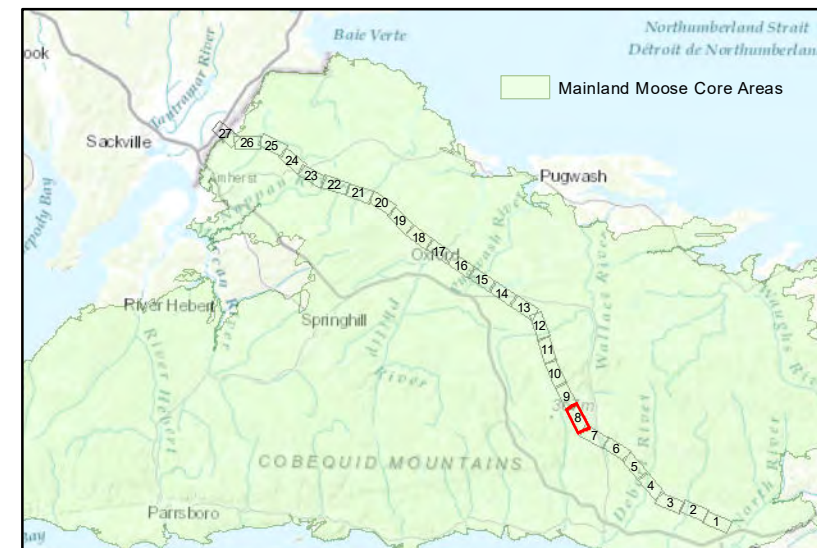 Baie Verte
Northumberland Strait
Détroit de Northumberland
ook
Mainland Moose Core Areas
Tantramar River
Sackville
27
26
25
24
23
22
21
20
19
18
17
16
15
14
13
12
11
10
9
8
7
6
5
4
3
2
1
Amherst
Nappan
Pugwash
Oxford
Pugwash River
Wallace River
River Hebert
Springhill
Philip
River
River Hebert
COBEQUID MOUNTAINS
North River
Parrsboro